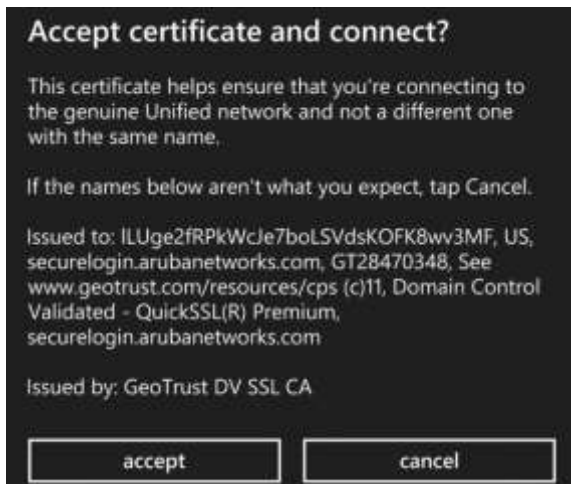 Accept certificate and connect?
This certificate helps ensure that you're connecting to
the genuine Unified network and not a different one
with the same name.
If the names below aren't what you expect, tap Cancel.
Issued to: lLUge2fRPkWcJe7boLSVdsKOFK8wv3MF, US,
securelogin.arubanetworks.com, GT28470348, See
www.geotrust.com/resources/cps (c)11, Domain Control
Validated - QuickSSL(R) Premium,
securelogin.arubanetworks.com
Issued by: GeoTrust DV SSL CA
accept
cancel